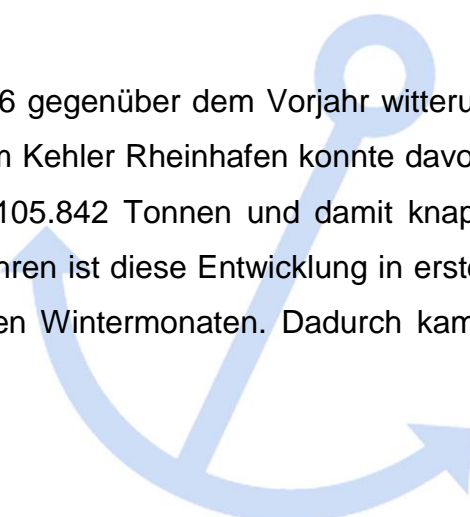 6 gegenüber dem Vorjahr witteru
Kehler Rheinhafen konnte davo
105.842 Tonnen und damit knap
ist diese Entwicklung in erste
en Wintermonaten. Dadurch kam